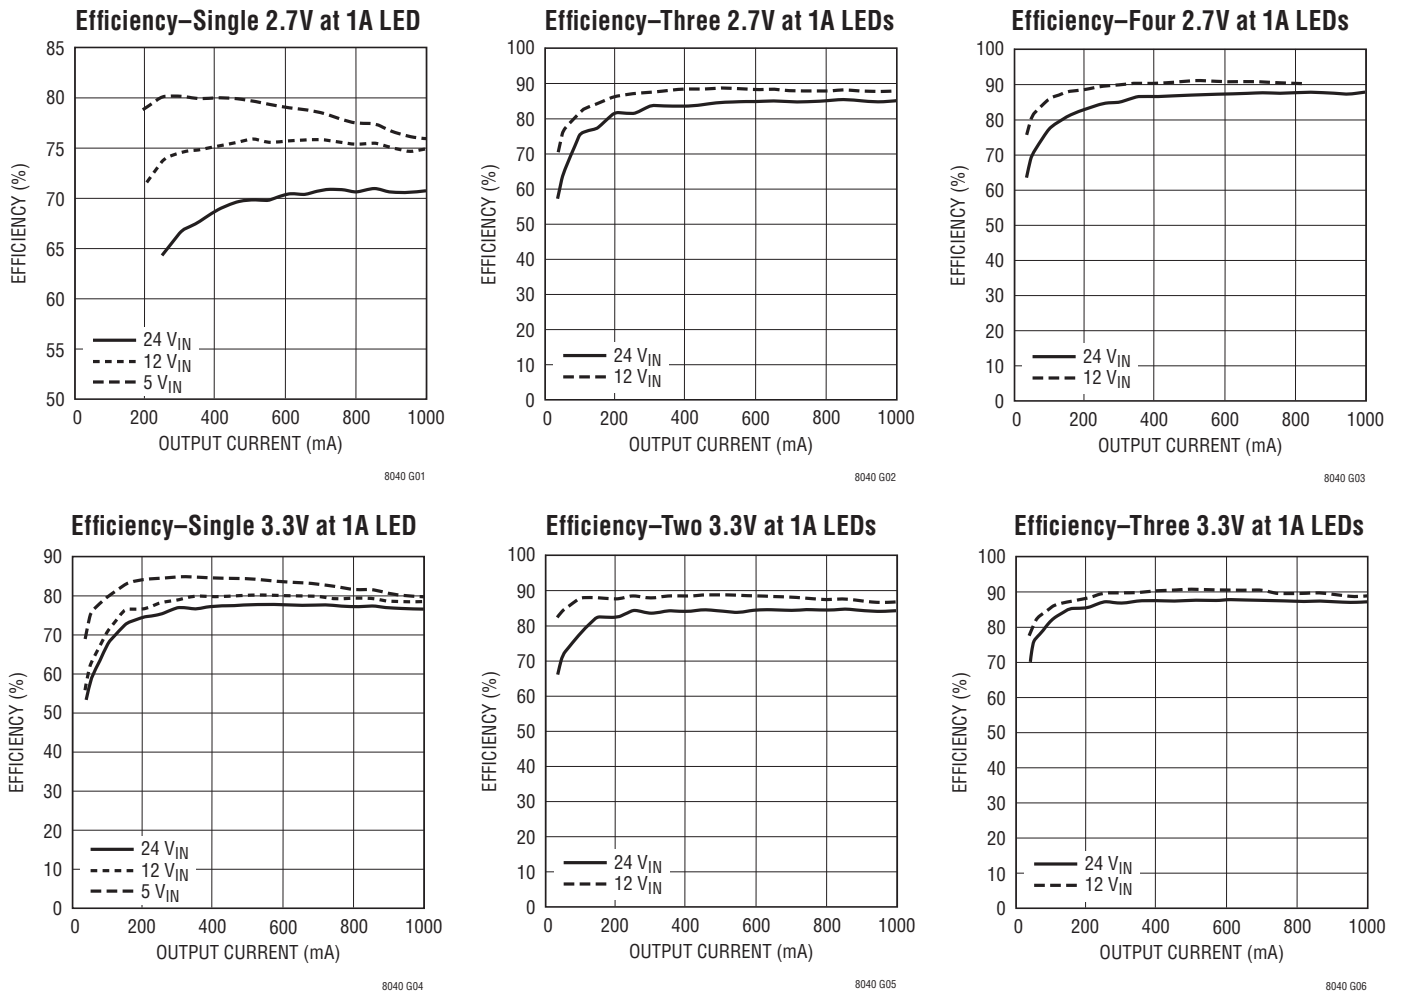 Efficiency–Single 2.7V at 1A LED
EFFICIENCY (%)
85
80
75
70
65
60
55
50
24 VIN
12 VIN
5 VIN
0 200 400 600 800 1000
OUTPUT CURRENT (mA)
8040 G01
Efficiency–Three 2.7V at 1A LEDs
EFFICIENCY (%)
100
90
80
70
60
50
40
30
20
10
0
24 VIN
12 VIN
0 200 400 600 800 1000
OUTPUT CURRENT (mA)
8040 G02
Efficiency–Four 2.7V at 1A LEDs
EFFICIENCY (%)
100
90
80
70
60
50
40
30
20
10
0
24 VIN
12 VIN
0 200 400 600 800 1000
OUTPUT CURRENT (mA)
8040 G03
Efficiency–Single 3.3V at 1A LED
EFFICIENCY (%)
90
80
70
60
50
40
30
20
10
0
24 VIN
12 VIN
5 VIN
0 200 400 600 800 1000
OUTPUT CURRENT (mA)
8040 G04
Efficiency–Two 3.3V at 1A LEDs
EFFICIENCY (%)
100
90
80
70
60
50
40
30
20
10
0
24 VIN
12 VIN
0 200 400 600 800 1000
OUTPUT CURRENT (mA)
8040 G05
Efficiency–Three 3.3V at 1A LEDs
EFFICIENCY (%)
100
90
80
70
60
50
40
30
20
10
0
24 VIN
12 VIN
0 200 400 600 800 1000
OUTPUT CURRENT (mA)
8040 G06